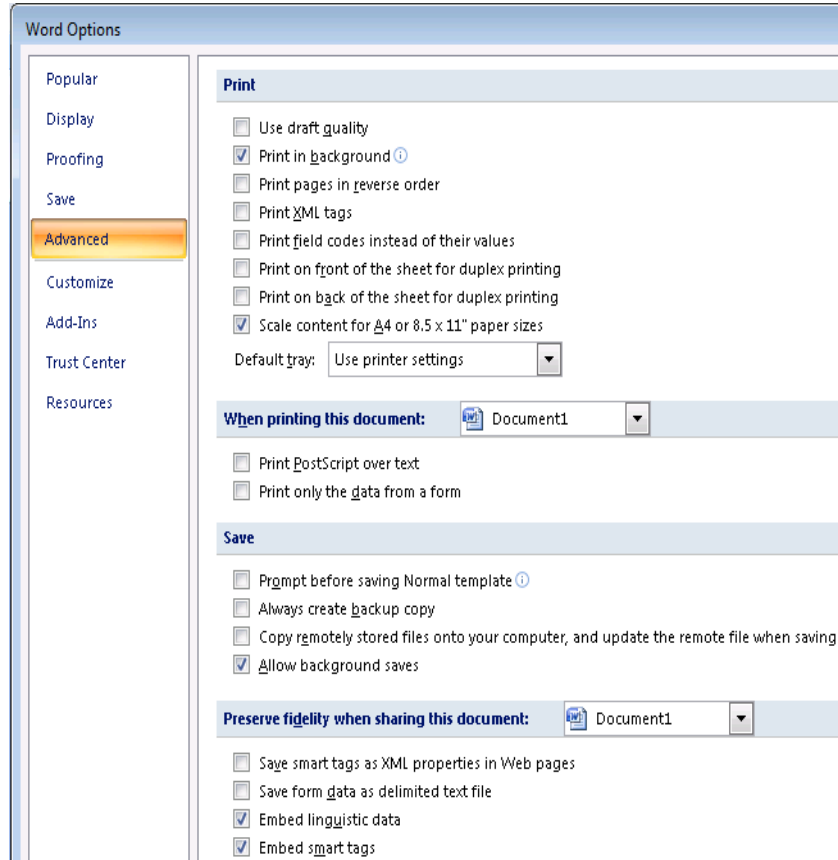 Word Options
Popular
Display
Proofing
Save
Advanced
Customize
Add-Ins
Trust Center
Resources
Print
Use draft quality
Print in background
Print pages in reverse order
Print XML tags
Print field codes instead of their values
Print on front of the sheet for duplex printing
Print on back of the sheet for duplex printing
Scale content for A4 or 8.5 x 11" paper sizes
Default tray: Use printer settings
When printing this document: Document1
Print PostScript over text
Print only the data from a form
Save
Prompt before saving Normal template
Always create backup copy
Copy remotely stored files onto your computer, and update the remote file when saving
Allow background saves
Preserve fidelity when sharing this document: Document1
Save smart tags as XML properties in Web pages
Save form data as delimited text file
Embed linguistic data
Embed smart tags